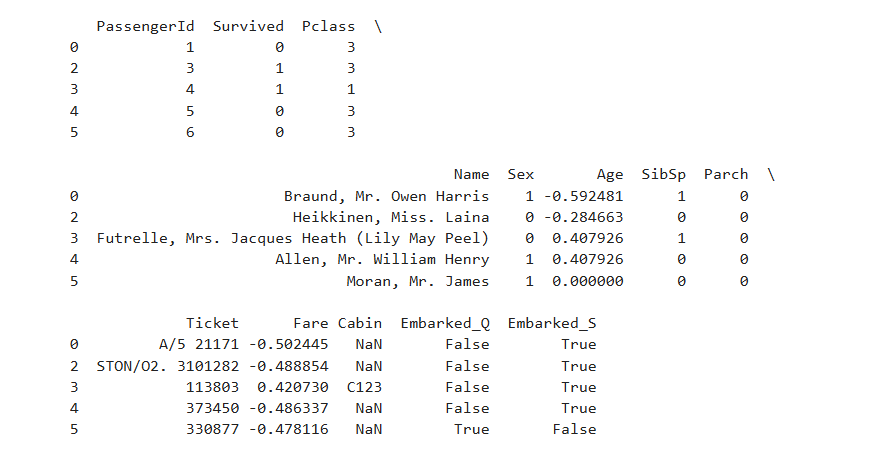 PassengerId Survived Pclass \
0 1 0 3
2 3 1 3
3 4 1 1
4 5 0 3
5 6 0 3
Name Sex Age SibSp Parch \
0 Braund, Mr. Owen Harris 1 -0.592481 1 0
2 Heikkinen, Miss. Laina 0 -0.284663 0 0
3 Futrelle, Mrs. Jacques Heath (Lily May Peel) 0 0.407926 1 0
4 Allen, Mr. William Henry 1 0.407926 0 0
5 Moran, Mr. James 1 0.000000 0 0
Ticket Fare Cabin Embarked_Q Embarked_S
0 A/5 21171 -0.502445 NaN False True
2 STON/O2. 3101282 -0.488854 NaN False True
3 113803 0.420730 C123 False True
4 373450 -0.486337 NaN False True
5 330877 -0.478116 NaN True False